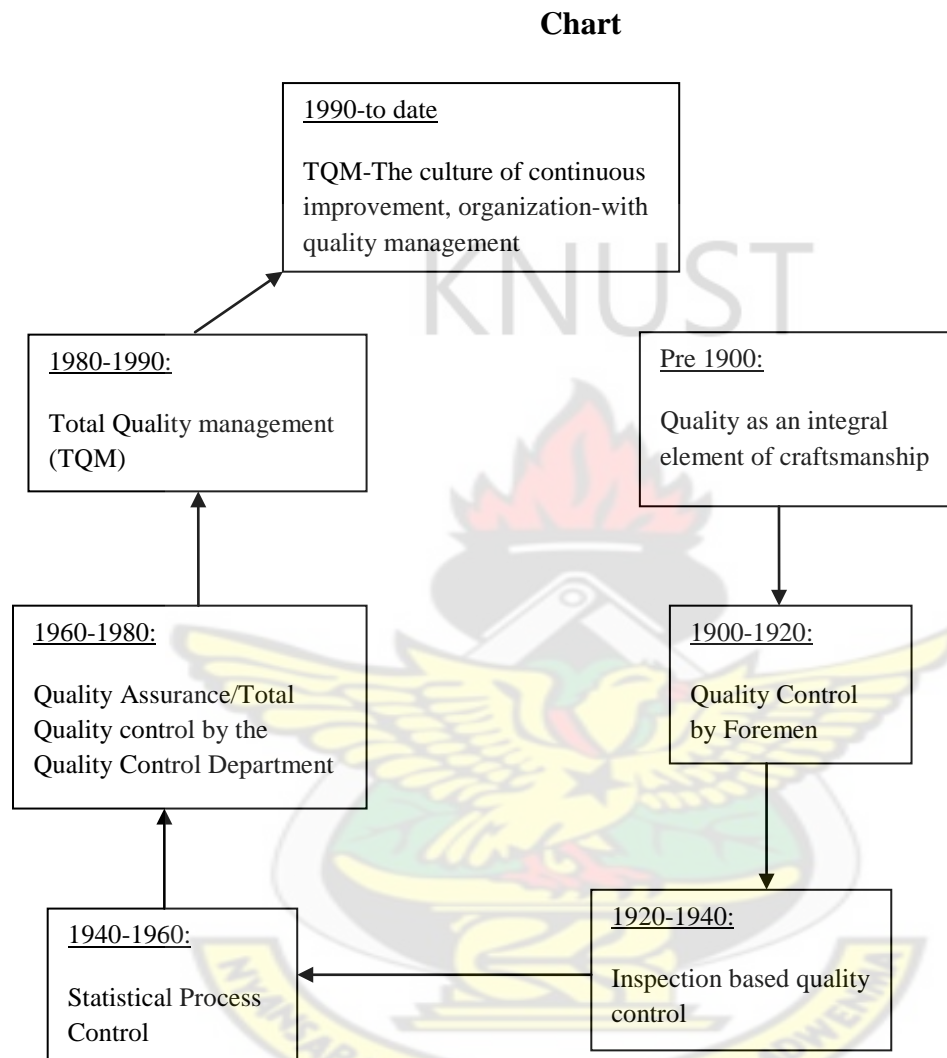 Chart
1990-to date
TQM-The culture of continuous
improvement, organization-with
quality management
KNUST
1980-1990:
Total Quality management
(TQM)
Pre 1900:
Quality as an integral
element of craftsmanship
1960-1980:
Quality Assurance/Total
Quality control by the
Quality Control Department
1900-1920:
Quality Control
by Foremen
1940-1960:
Statistical Process
Control
1920-1940:
Inspection based quality
control